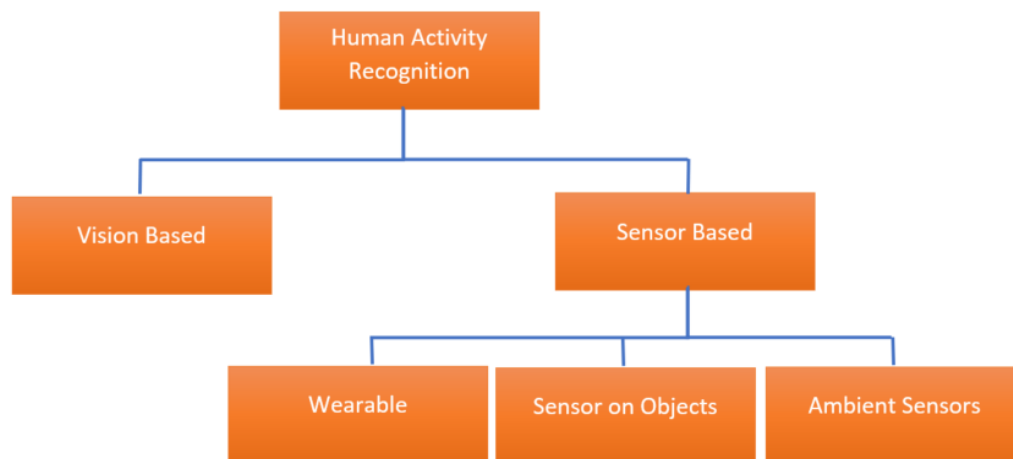 Human Activity
Recognition
Vision Based
Sensor Based
Wearable
Sensor on Objects
Ambient Sensors